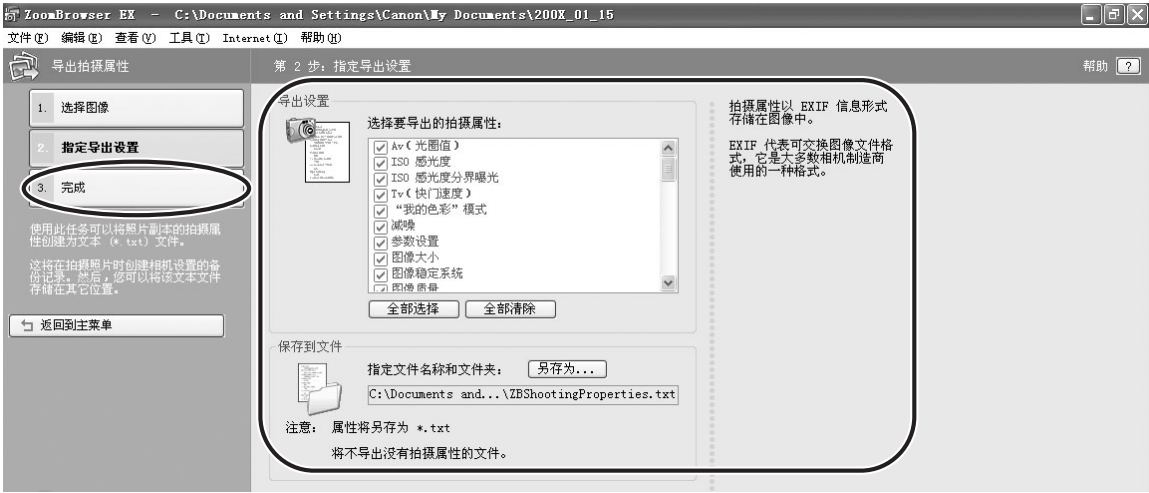 ZoomBrowser EX - C:\Documents and Settings\Canon\My Documents\200X_01_15
文件(F) 编辑(E) 查看(V) 工具(T) Internet(I) 帮助(H)
导出拍摄属性
第 2 步: 指定导出设置
帮助 ?
1. 选择图像
2. 指定导出设置
3. 完成
使用此任务可以将照片副本的拍摄属
性创建为文本 (*.txt) 文件。
这将在拍摄照片时创建相机设置的备
份记录。然后，您可以将该文本文件
存储在其它位置。
返回到主菜单
导出设置
选择要导出的拍摄属性:
Av(光圈值)
ISO 感光度
ISO 感光度分界曝光
Tv(快门速度)
“我的色彩”模式
减噪
参数设置
图像大小
图像稳定系统
图像质量
全部选择 全部清除
保存到文件
指定文件名称和文件夹: 另存为...
C:\Documents and...\ZBShootingProperties.txt
注意: 属性将另存为 *.txt
将不导出没有拍摄属性的文件。
拍摄属性以 EXIF 信息形式
存储在图像中。
EXIF 代表可交换图像文件格
式，它是大多数相机制造商
使用的一种格式。